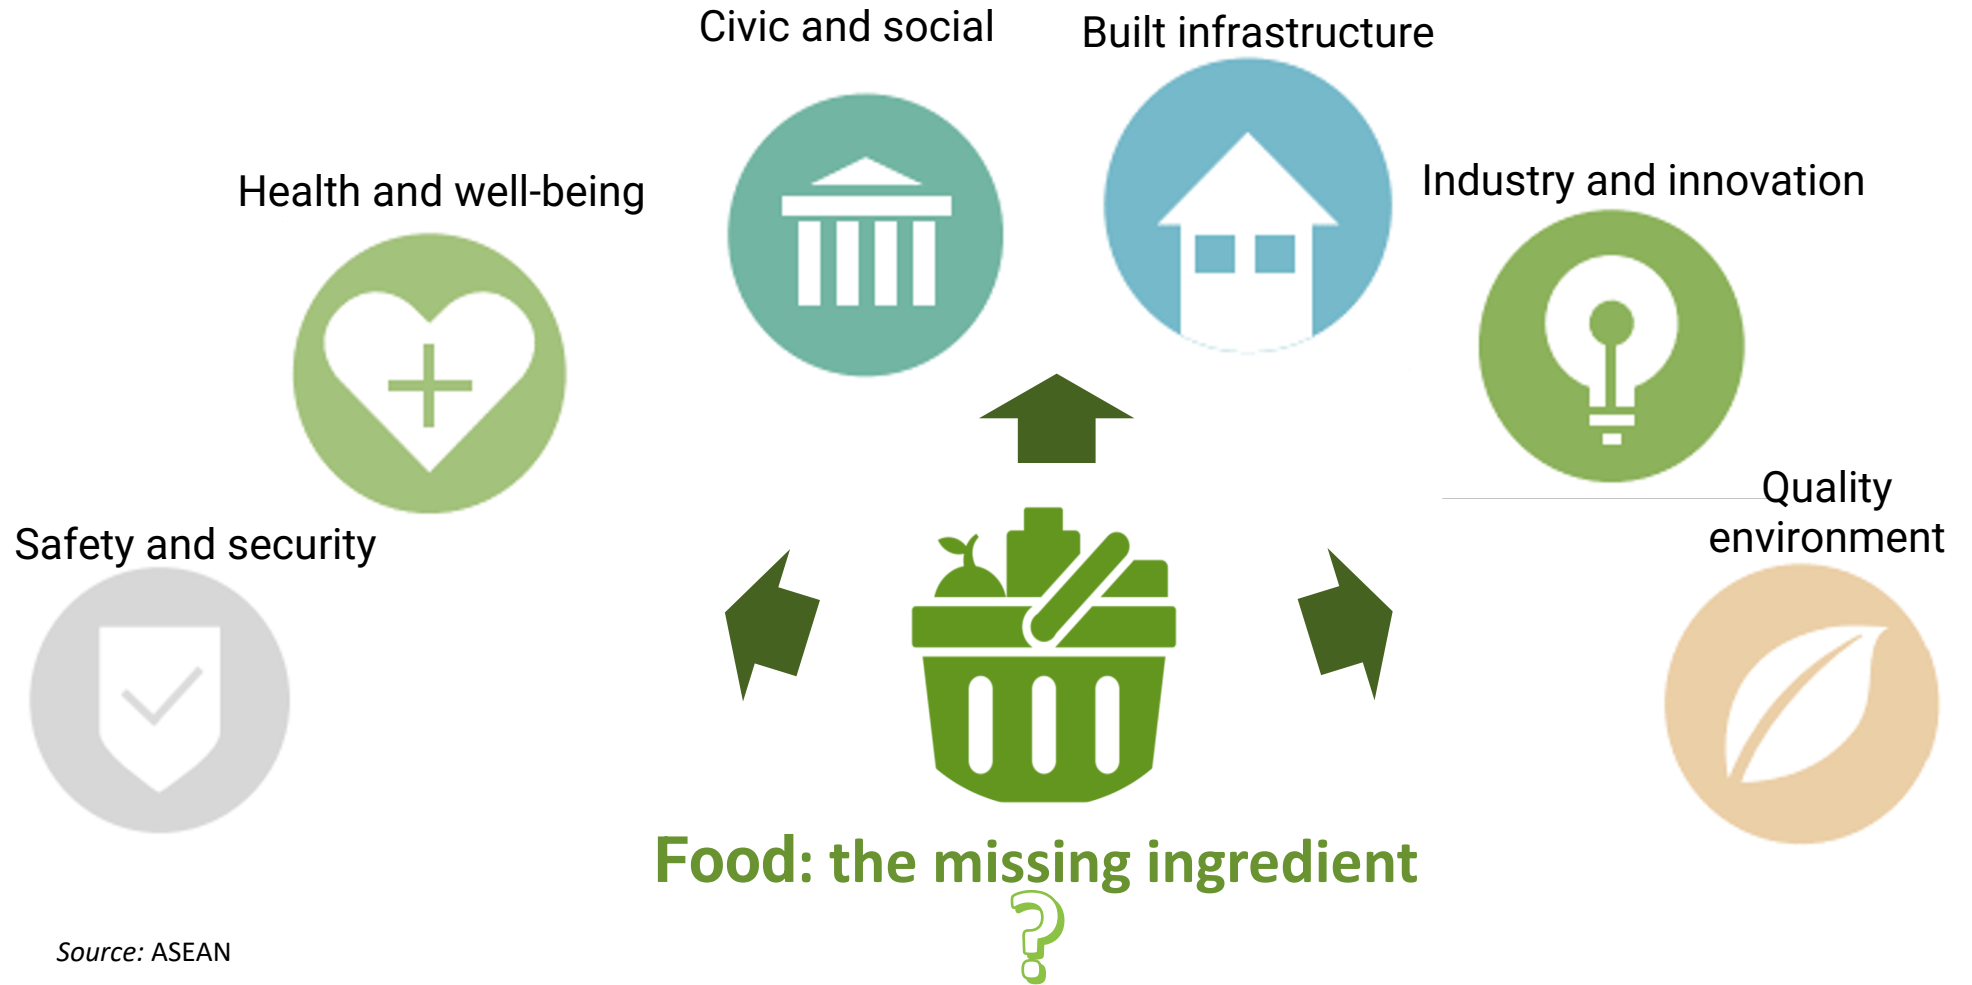 Civic and social
Built infrastructure
Health and well-being
Industry and innovation
Quality
environment
Safety and security
Food: the missing ingredient
?
Source: ASEAN